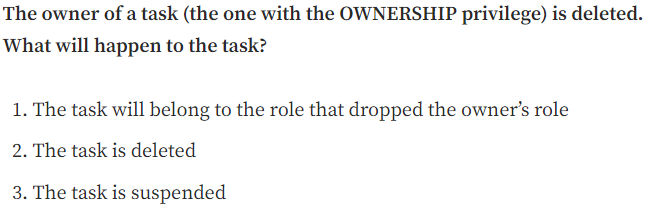 The owner of a task (the one with the OWNERSHIP privilege) is deleted.
What will happen to the task?
1. The task will belong to the role that dropped the owner’s role
2. The task is deleted
3. The task is suspended